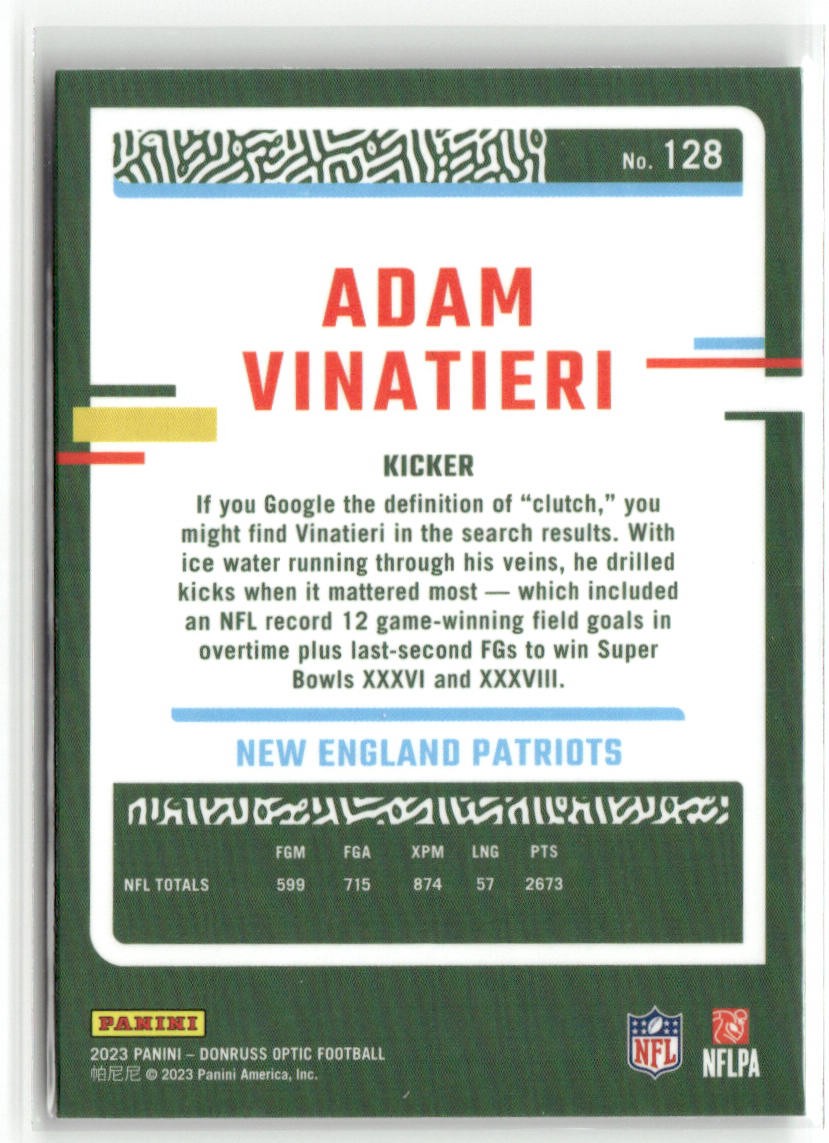 No. 128
ADAM
VINATIERI
KICKER
If you Google the definition of “clutch,” you
might find Vinatieri in the search results. With
ice water running through his veins, he drilled
kicks when it mattered most — which included
an NFL record 12 game-winning field goals in
overtime plus last-second FGs to win Super
Bowls XXXVI and XXXVIII.
NEW ENGLAND PATRIOTS
FGM FGA XPM LNG PTS
NFL TOTALS 599 715 874 57 2673
PANINI
2023 PANINI – DONRUSS OPTIC FOOTBALL
帕尼尼 © 2023 Panini America, Inc.
NFL
NFLPA